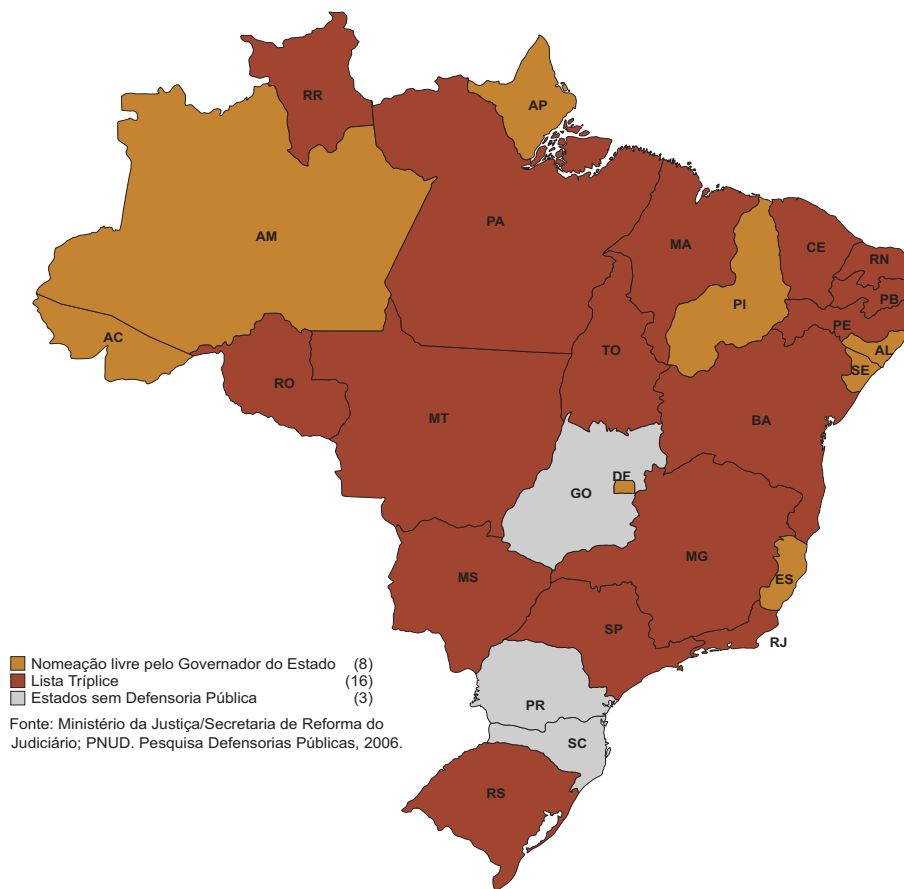 RR
AP
AM
PA
MA
CE
RN
PB
PI
PE
AC
TO
AL
SE
RO
MT
BA
DF
GO
MG
MS
ES
SP
RJ
Nomeação livre pelo Governador do Estado (8)
Lista Tríplice (16)
Estados sem Defensoria Pública (3)
PR
Fonte: Ministério da Justiça/Secretaria de Reforma do
Judiciário; PNUD. Pesquisa Defensorias Públicas, 2006.
SC
RS